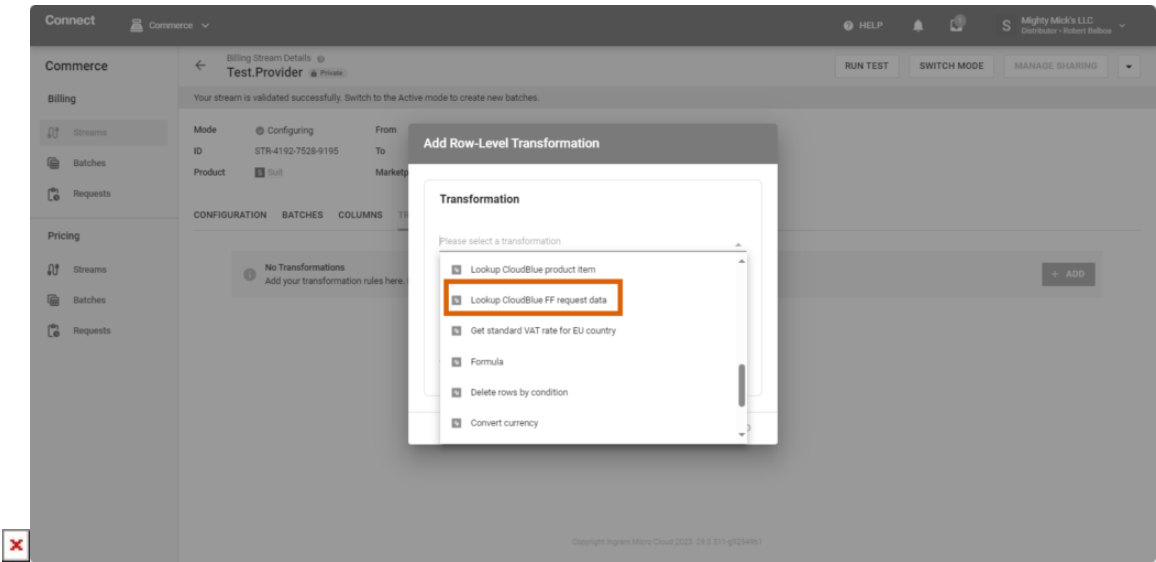 Connect
Commerce
HELP
S
Mighty Mick's LLC
Distributor - Robert Balboa
Commerce
Billing Stream Details
Test.Provider Private
RUN TEST
SWITCH MODE
MANAGE SHARING
Billing
Your stream is validated successfully. Switch to the Active mode to create new batches.
Streams
Batches
Requests
Mode Configuring From
ID STR-4192-7528-9195 To
Product Suit
CONFIGURATION BATCHES COLUMNS
Pricing
Streams
Batches
Requests
No Transformations
Add your transformation rules here.
+ ADD
Add Row-Level Transformation
Transformation
Please select a transformation
Lookup CloudBlue product item
Lookup CloudBlue FF request data
Get standard VAT rate for EU country
Formula
Delete rows by condition
Convert currency